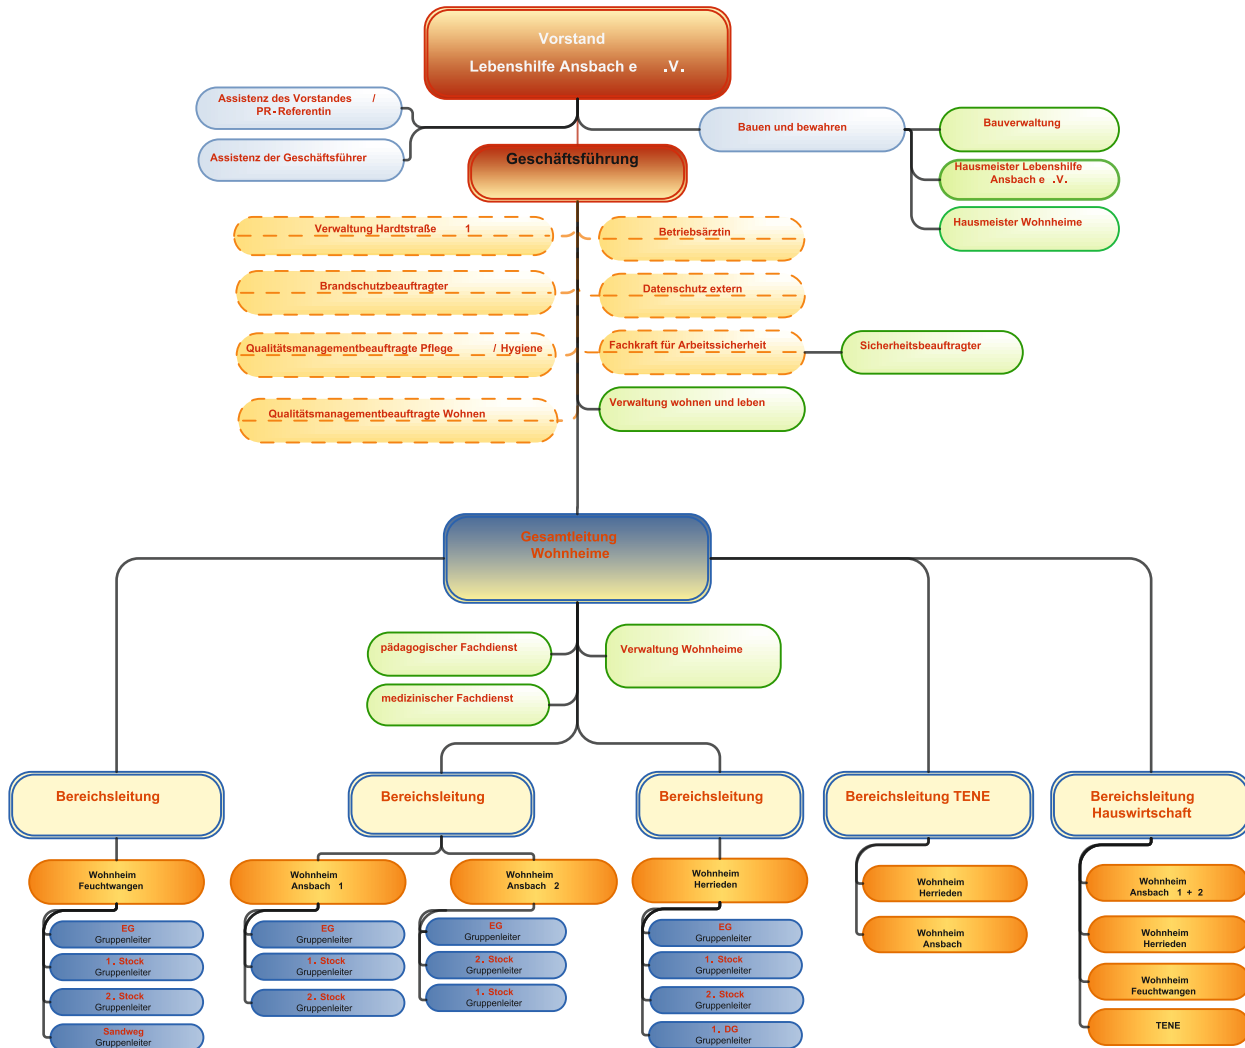 Vorstand
Lebenshilfe Ansbach e .V.
Assistenz des Vorstandes /
PR-Referentin
Assistenz der Geschäftsführer
Bauen und bewahren
Bauverwaltung
Hausmeister Lebenshilfe
Ansbach e .V.
Hausmeister Wohnheime
Geschäftsführung
Verwaltung Hardtstraße 1
Betriebsärztin
Brandschutzbeauftragter
Datenschutz extern
Qualitätsmanagementbeauftragte Pflege / Hygiene
Fachkraft für Arbeitssicherheit
Sicherheitsbeauftragter
Qualitätsmanagementbeauftragte Wohnen
Verwaltung wohnen und leben
Gesamtleitung
Wohnheime
pädagogischer Fachdienst
Verwaltung Wohnheime
medizinischer Fachdienst
Bereichsleitung
Wohnheim
Feuchtwangen
EG
Gruppenleiter
1. Stock
Gruppenleiter
2. Stock
Gruppenleiter
Sandweg
Gruppenleiter
Bereichsleitung
Wohnheim
Ansbach 1
EG
Gruppenleiter
1. Stock
Gruppenleiter
2. Stock
Gruppenleiter
Wohnheim
Ansbach 2
EG
Gruppenleiter
2. Stock
Gruppenleiter
1. Stock
Gruppenleiter
Bereichsleitung
Wohnheim
Herrieden
EG
Gruppenleiter
1. Stock
Gruppenleiter
2. Stock
Gruppenleiter
1. DG
Gruppenleiter
Bereichsleitung TENE
Wohnheim
Herrieden
Wohnheim
Ansbach
Bereichsleitung
Hauswirtschaft
Wohnheim
Ansbach 1 + 2
Wohnheim
Herrieden
Wohnheim
Feuchtwangen
TENE